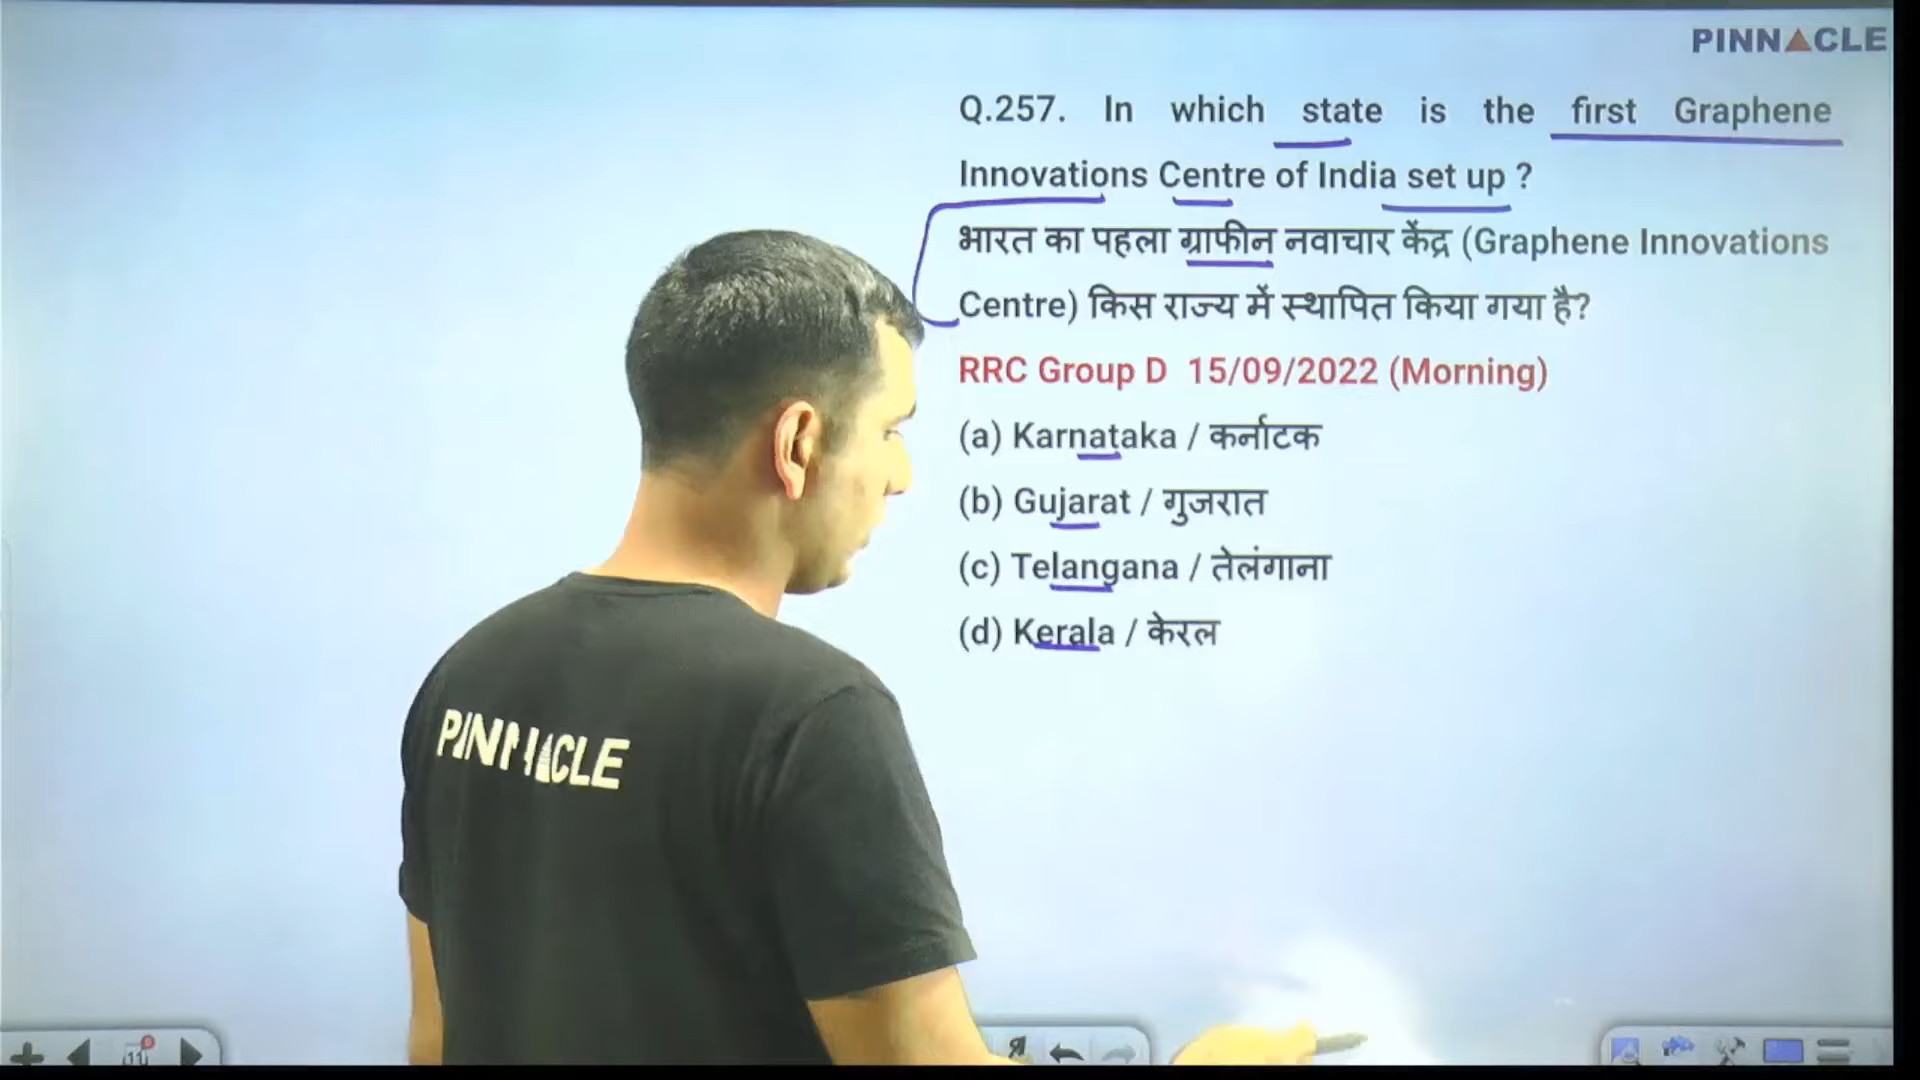 PINNACLE
Q.257. In which state is the first Graphene
Innovations Centre of India set up ?
भारत का पहला ग्राफीन नवाचार केंद्र (Graphene Innovations
Centre) किस राज्य में स्थापित किया गया है?
RRC Group D 15/09/2022 (Morning)
(a) Karnataka / कर्नाटक
(b) Gujarat / गुजरात
(c) Telangana / तेलंगाना
(d) Kerala / केरल
PINNACLE
11